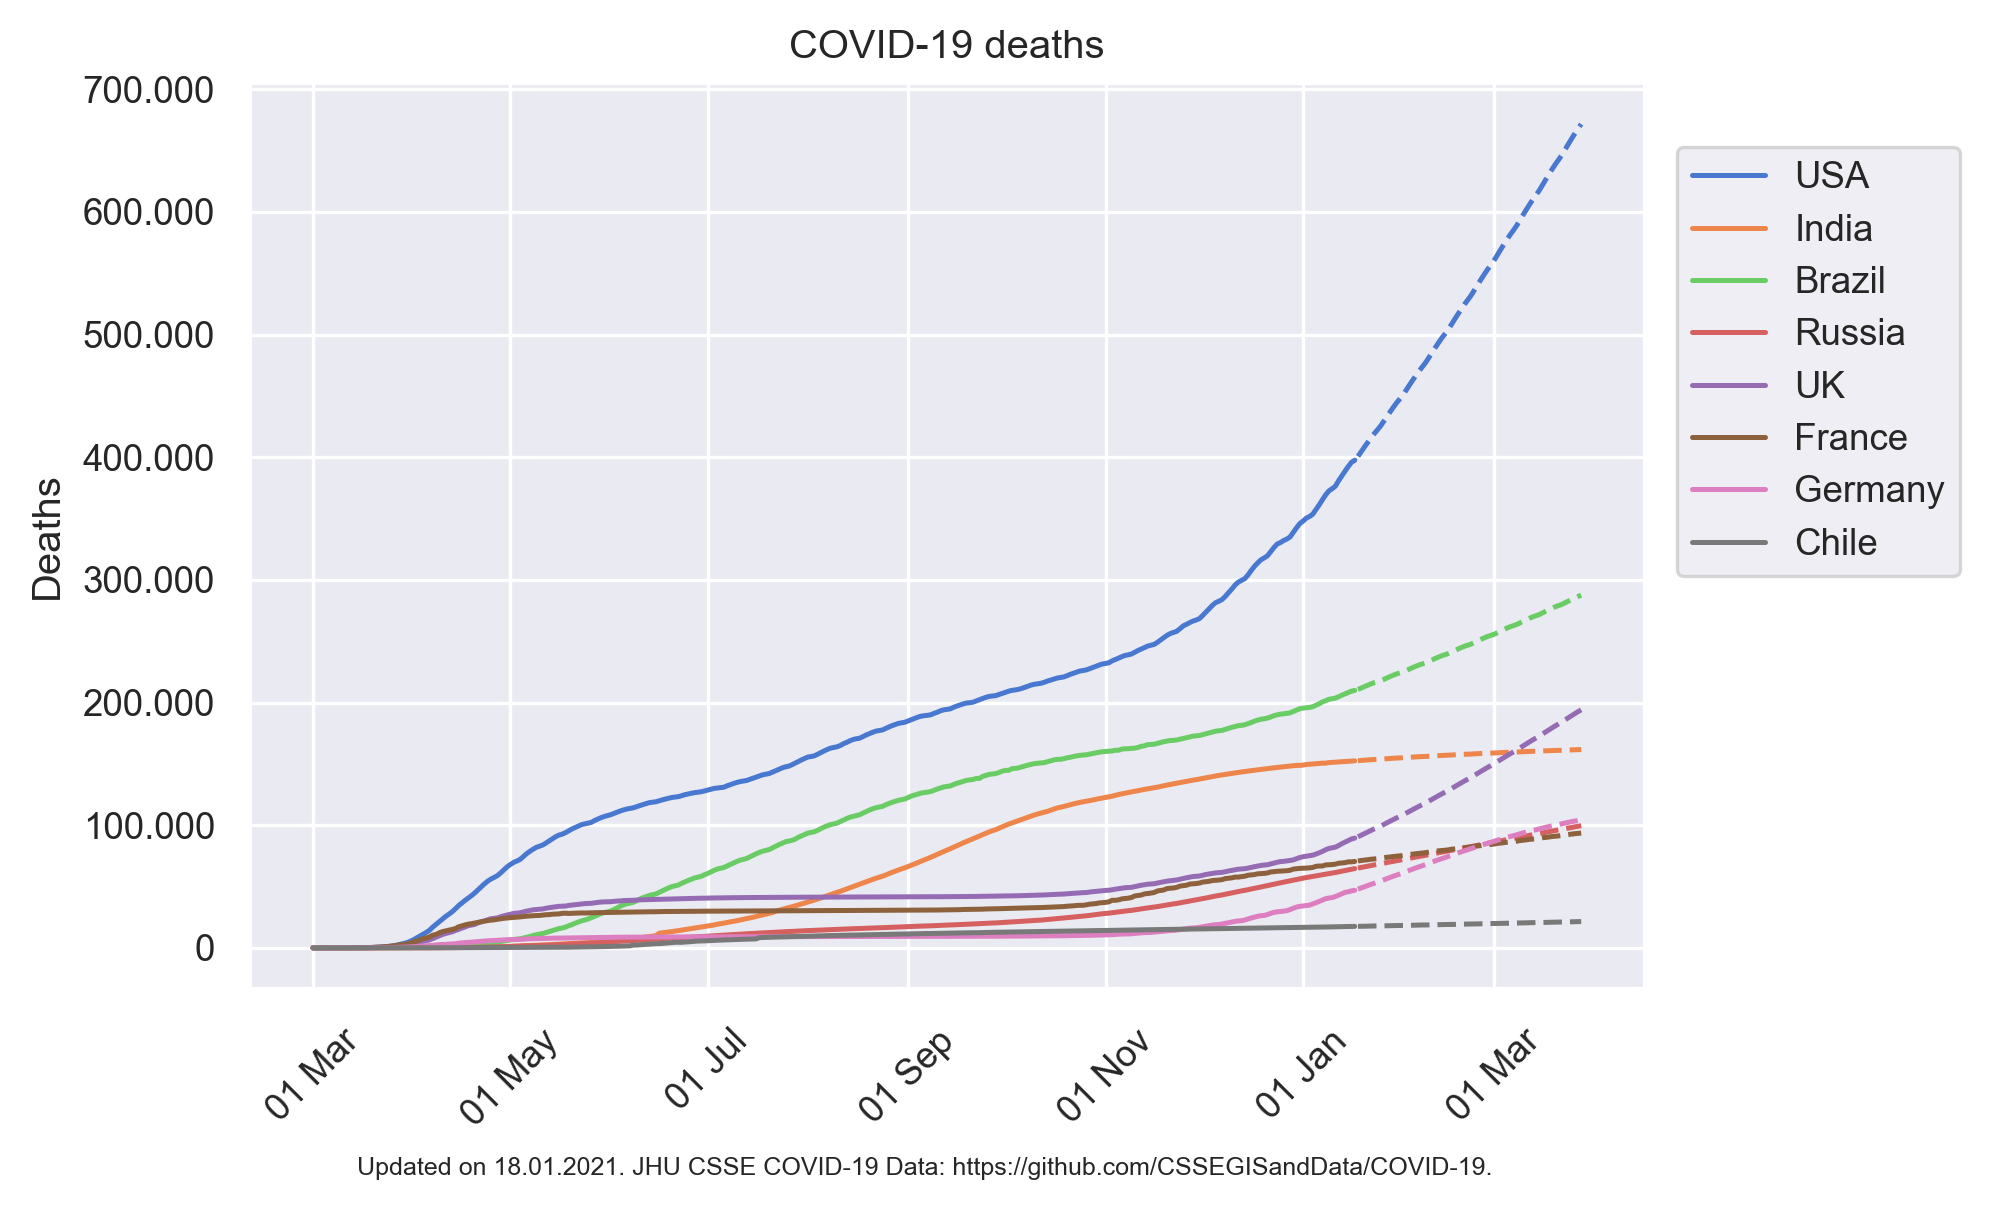 COVID-19 deaths
700.000
600.000
500.000
400.000
300.000
200.000
100.000
0
Deaths
USA
India
Brazil
Russia
UK
France
Germany
Chile
01 Mar
01 May
01 Jul
01 Sep
01 Nov
01 Jan
01 Mar
Updated on 18.01.2021. JHU CSSE COVID-19 Data: https://github.com/CSSEGISandData/COVID-19.